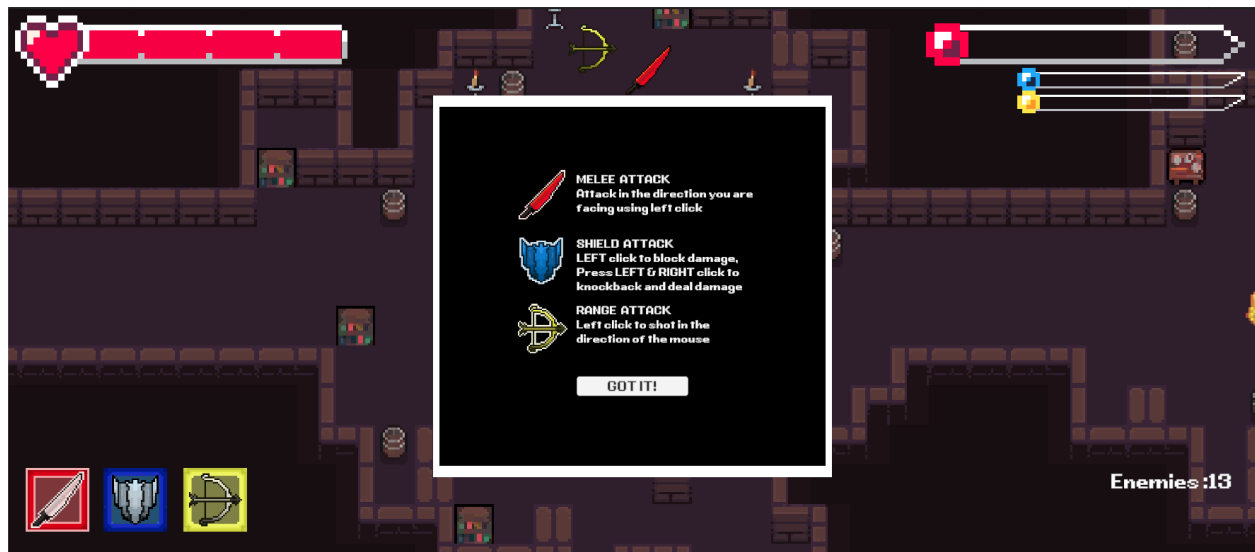 MELEE ATTACK
Attack in the direction you are
facing using left click
SHIELD ATTACK
LEFT click to block damage,
Press LEFT & RIGHT click to
knockback and deal damage
RANGE ATTACK
Left click to shot in the
direction of the mouse
GOT IT!
Enemies :13